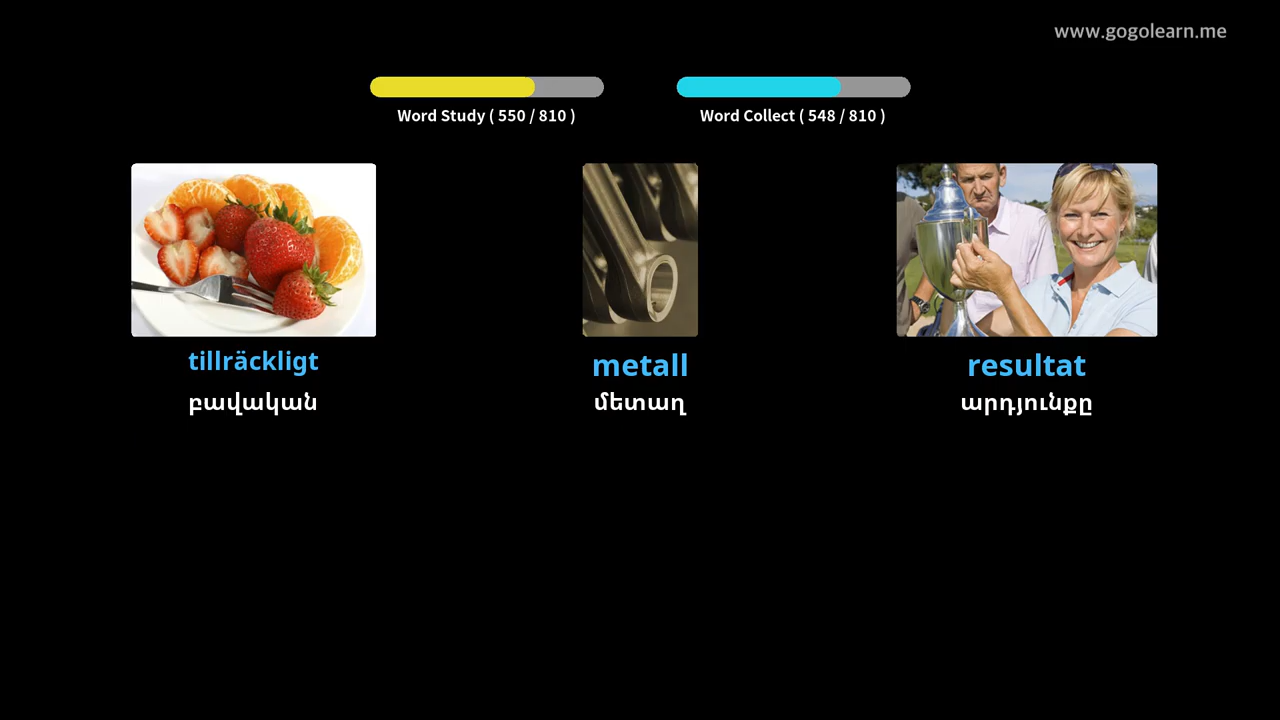 www.gogolearn.me
Word Study ( 550 / 810 )
Word Collect ( 548 / 810 )
tillräckligt
metall
resultat
բավական
մետաղ
արդյունքը